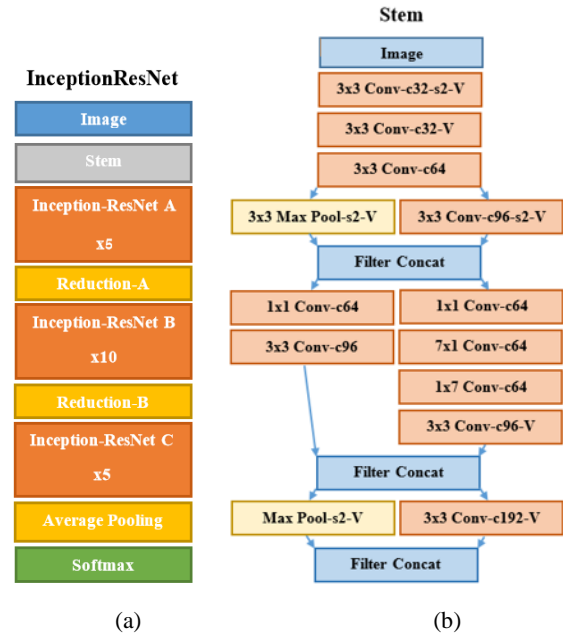 InceptionResNet
Image
Stem
Inception-ResNet A
x5
Reduction-A
Inception-ResNet B
x10
Reduction-B
Inception-ResNet C
x5
Average Pooling
Softmax
(a)
Stem
Image
3x3 Conv-c32-s2-V
3x3 Conv-c32-V
3x3 Conv-c64
3x3 Max Pool-s2-V
3x3 Conv-c96-s2-V
Filter Concat
1x1 Conv-c64
3x3 Conv-c96
1x1 Conv-c64
7x1 Conv-c64
1x7 Conv-c64
3x3 Conv-c96-V
Filter Concat
Max Pool-s2-V
3x3 Conv-c192-V
Filter Concat
(b)